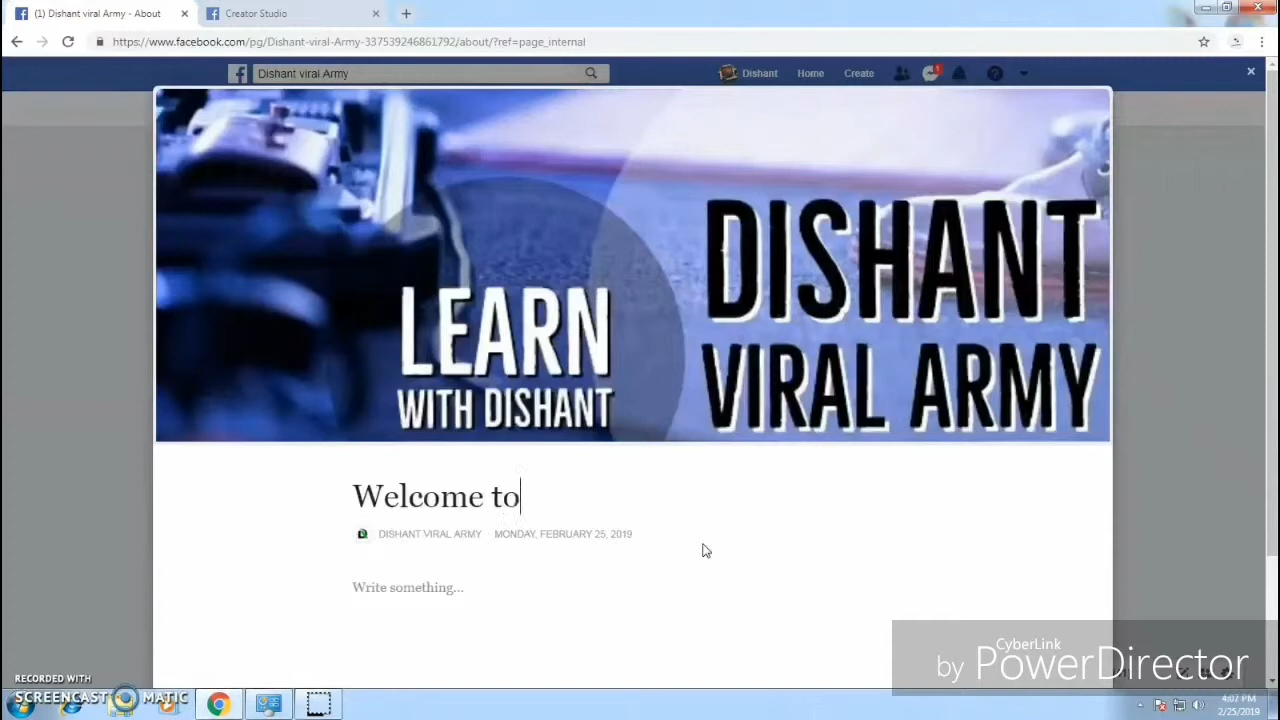 (1) Dishant viral Army - About
Creator Studio
https://www.facebook.com/pg/Dishant-viral-Army-337539246861792/about/?ref=page_internal
Dishant viral Army
Dishant
Home
Create
LEARN
WITH DISHANT
DISHANT
VIRAL ARMY
Welcome to
DISHANT VIRAL ARMY
MONDAY, FEBRUARY 25, 2019
Write something...
CyberLink
by PowerDirector
RECORDED WITH
SCREENCAST MATIC
4:07 PM
2/25/2019